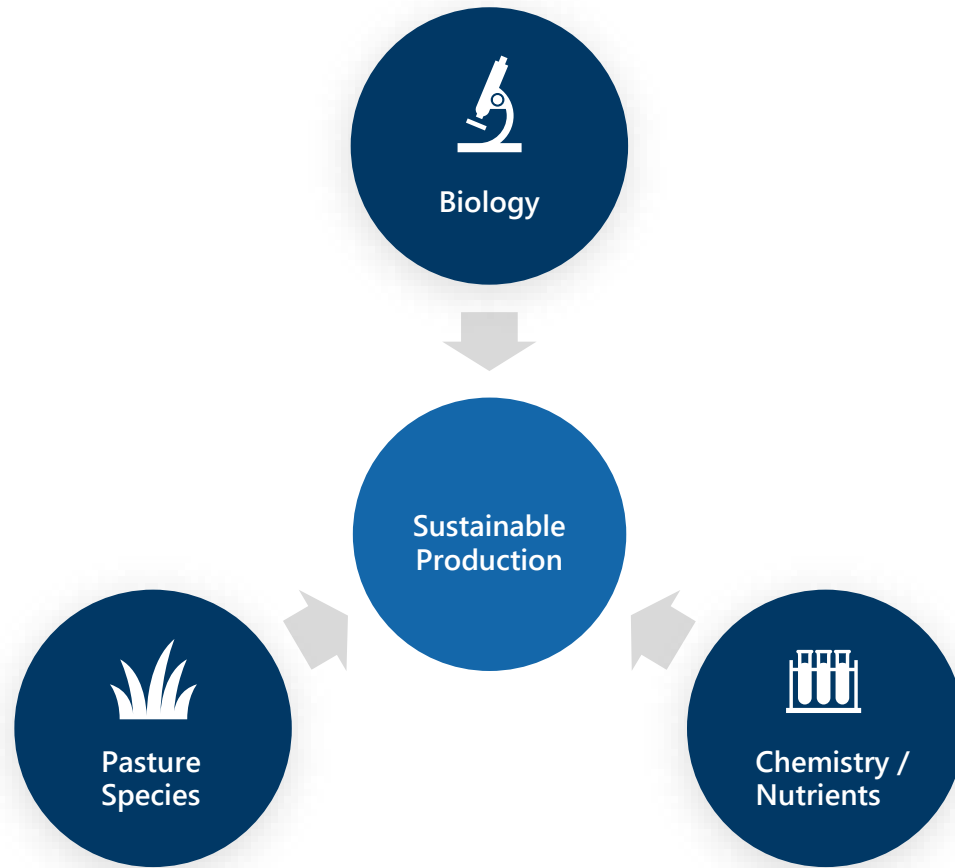 Biology
Sustainable
Production
Pasture
Species
Chemistry /
Nutrients